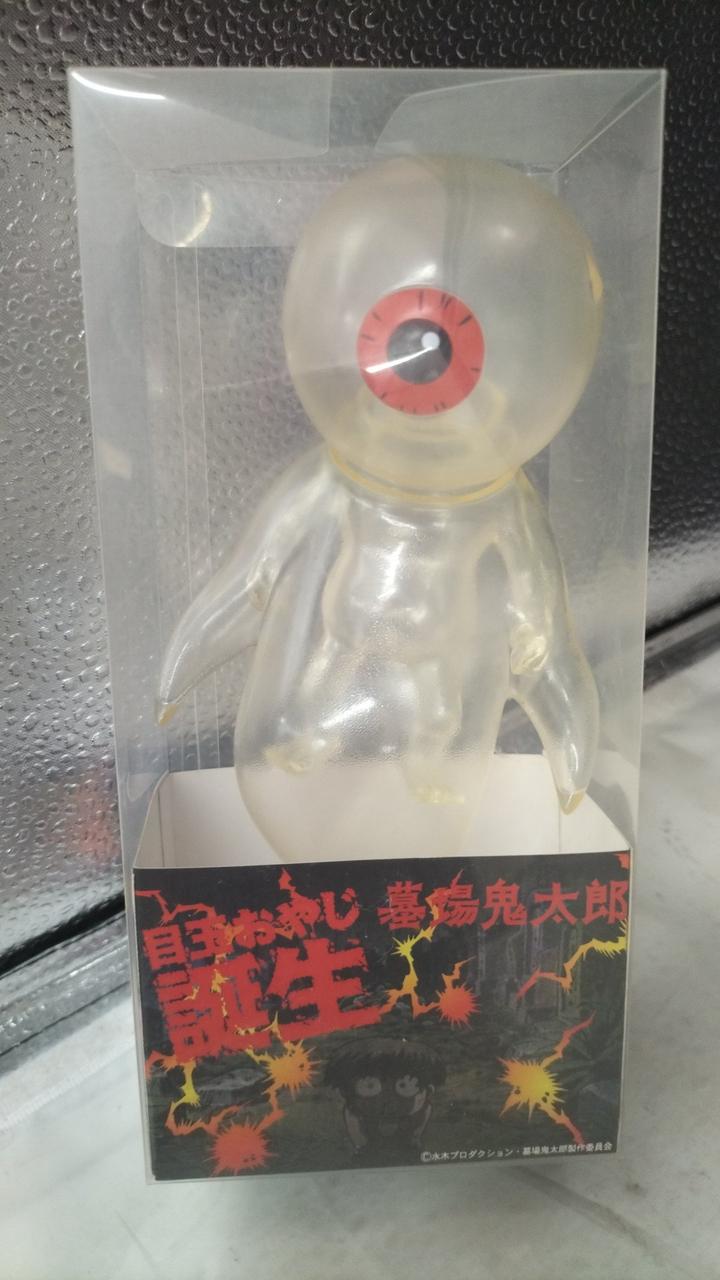 墓場鬼太郎
目玉おやじ
誕生
©水木プロダクション・墓場鬼太郎製作委員会